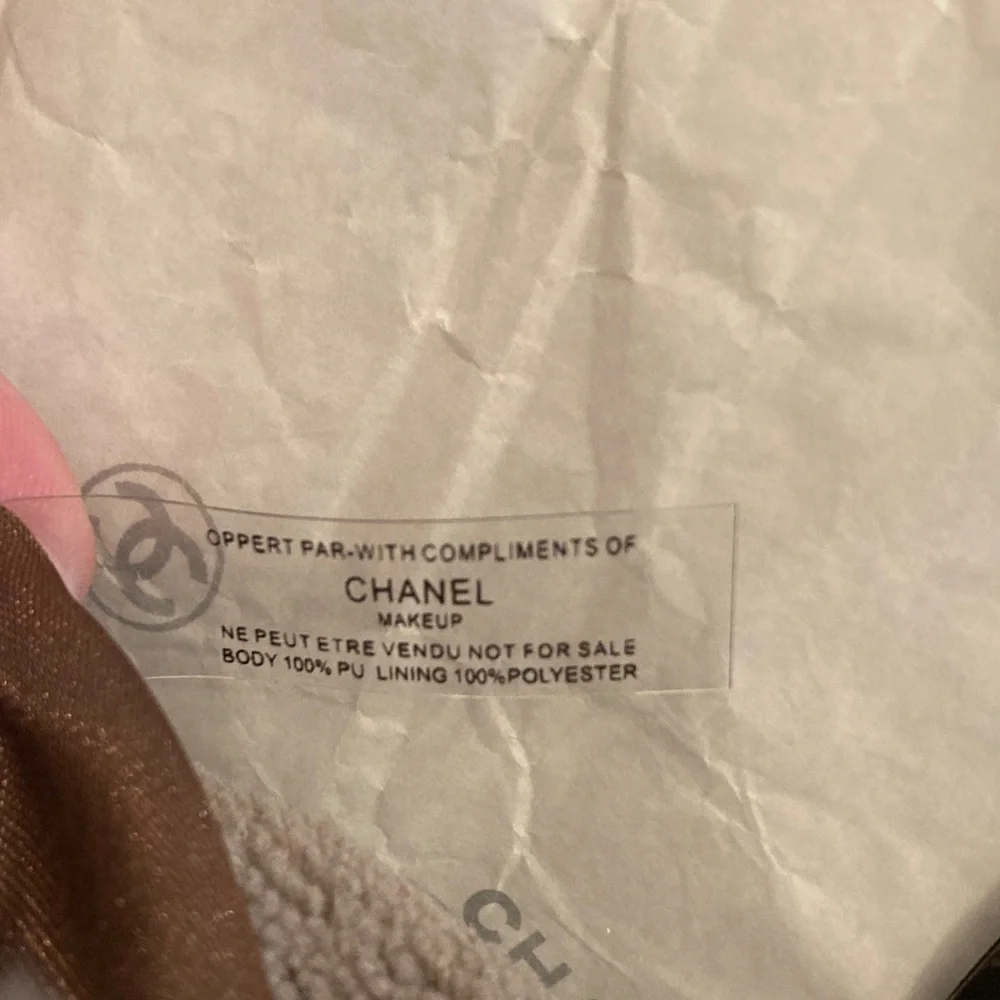 OPPERT PAR-WITH COMPLIMENTS OF
CHANEL
MAKEUP
NE PEUT ETRE VENDU NOT FOR SALE
BODY 100% PU LINING 100%POLYESTER
CH